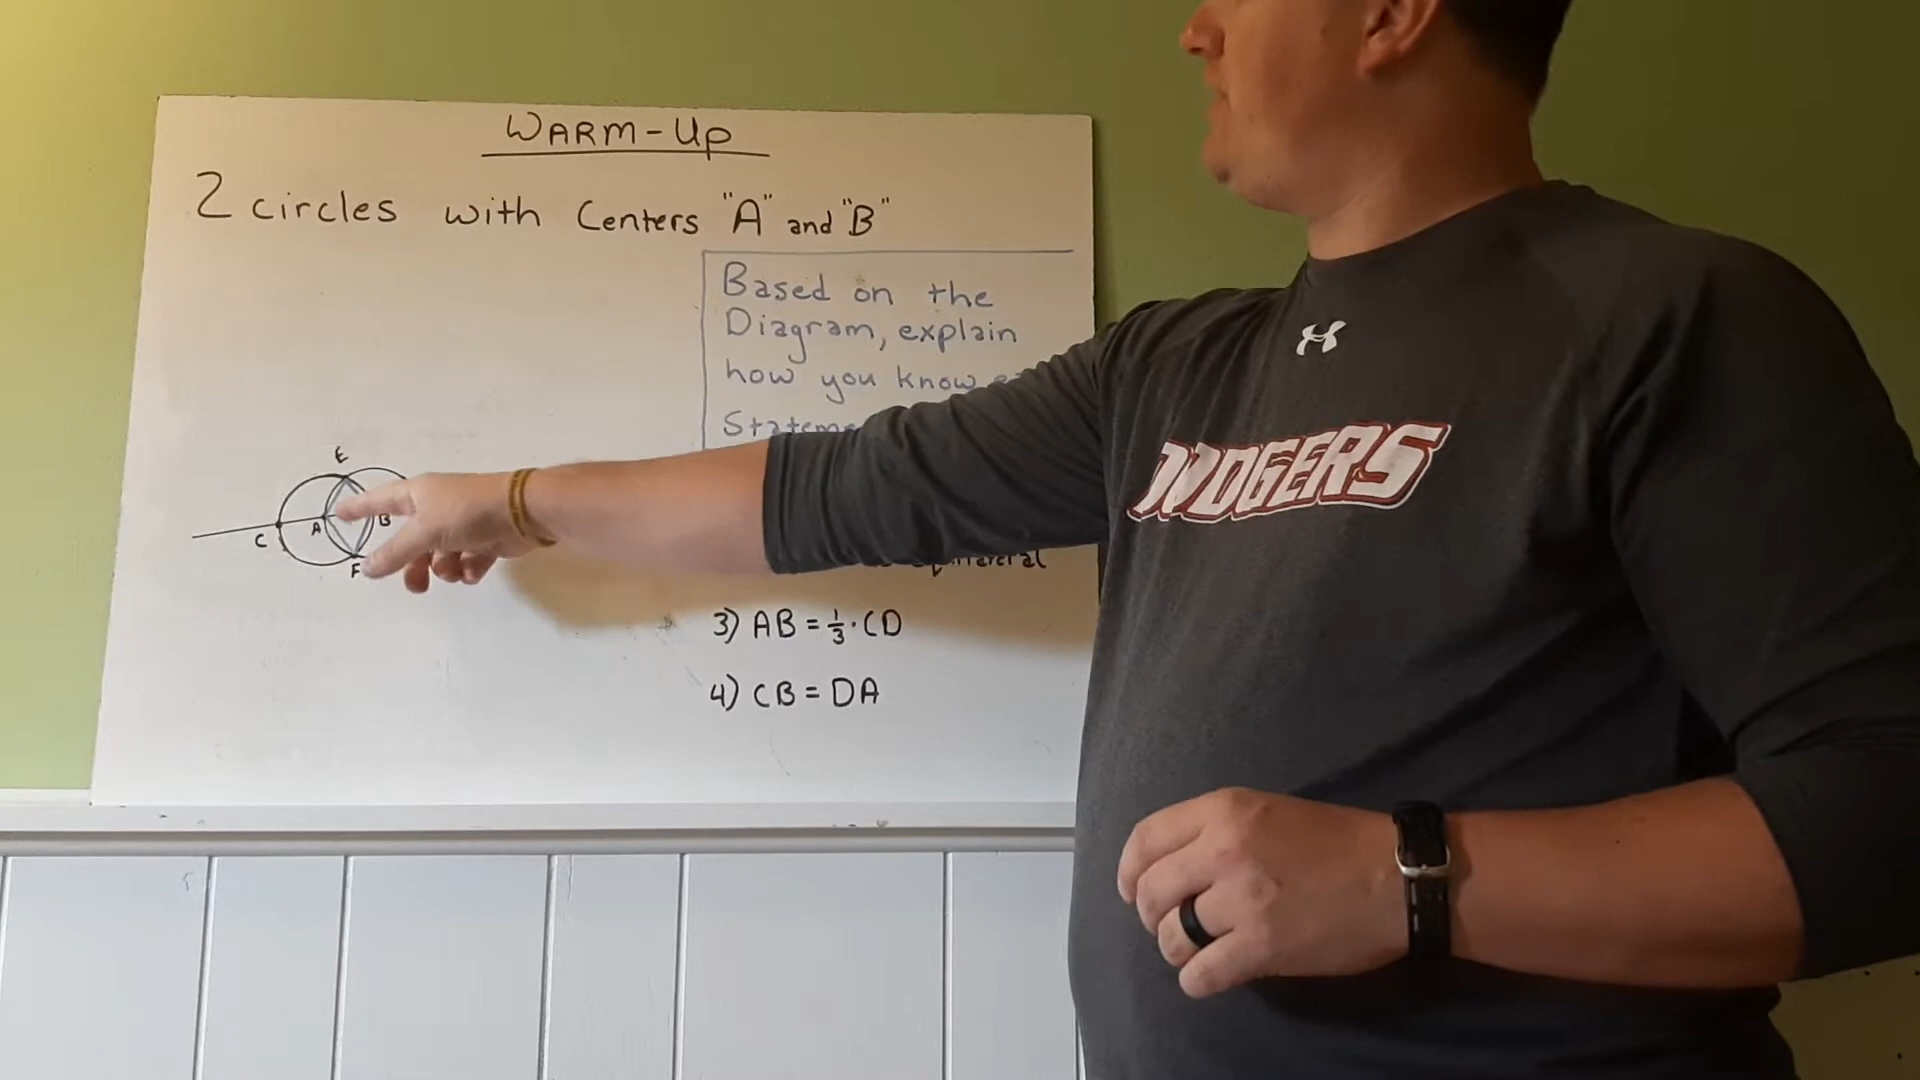 WARM-UP
2 circles with Centers "A" and "B"
Based on the
Diagram, explain
how you know
E
A
B
C
F
DODGERS
3) AB = 1/3 · CD
4) CB = DA